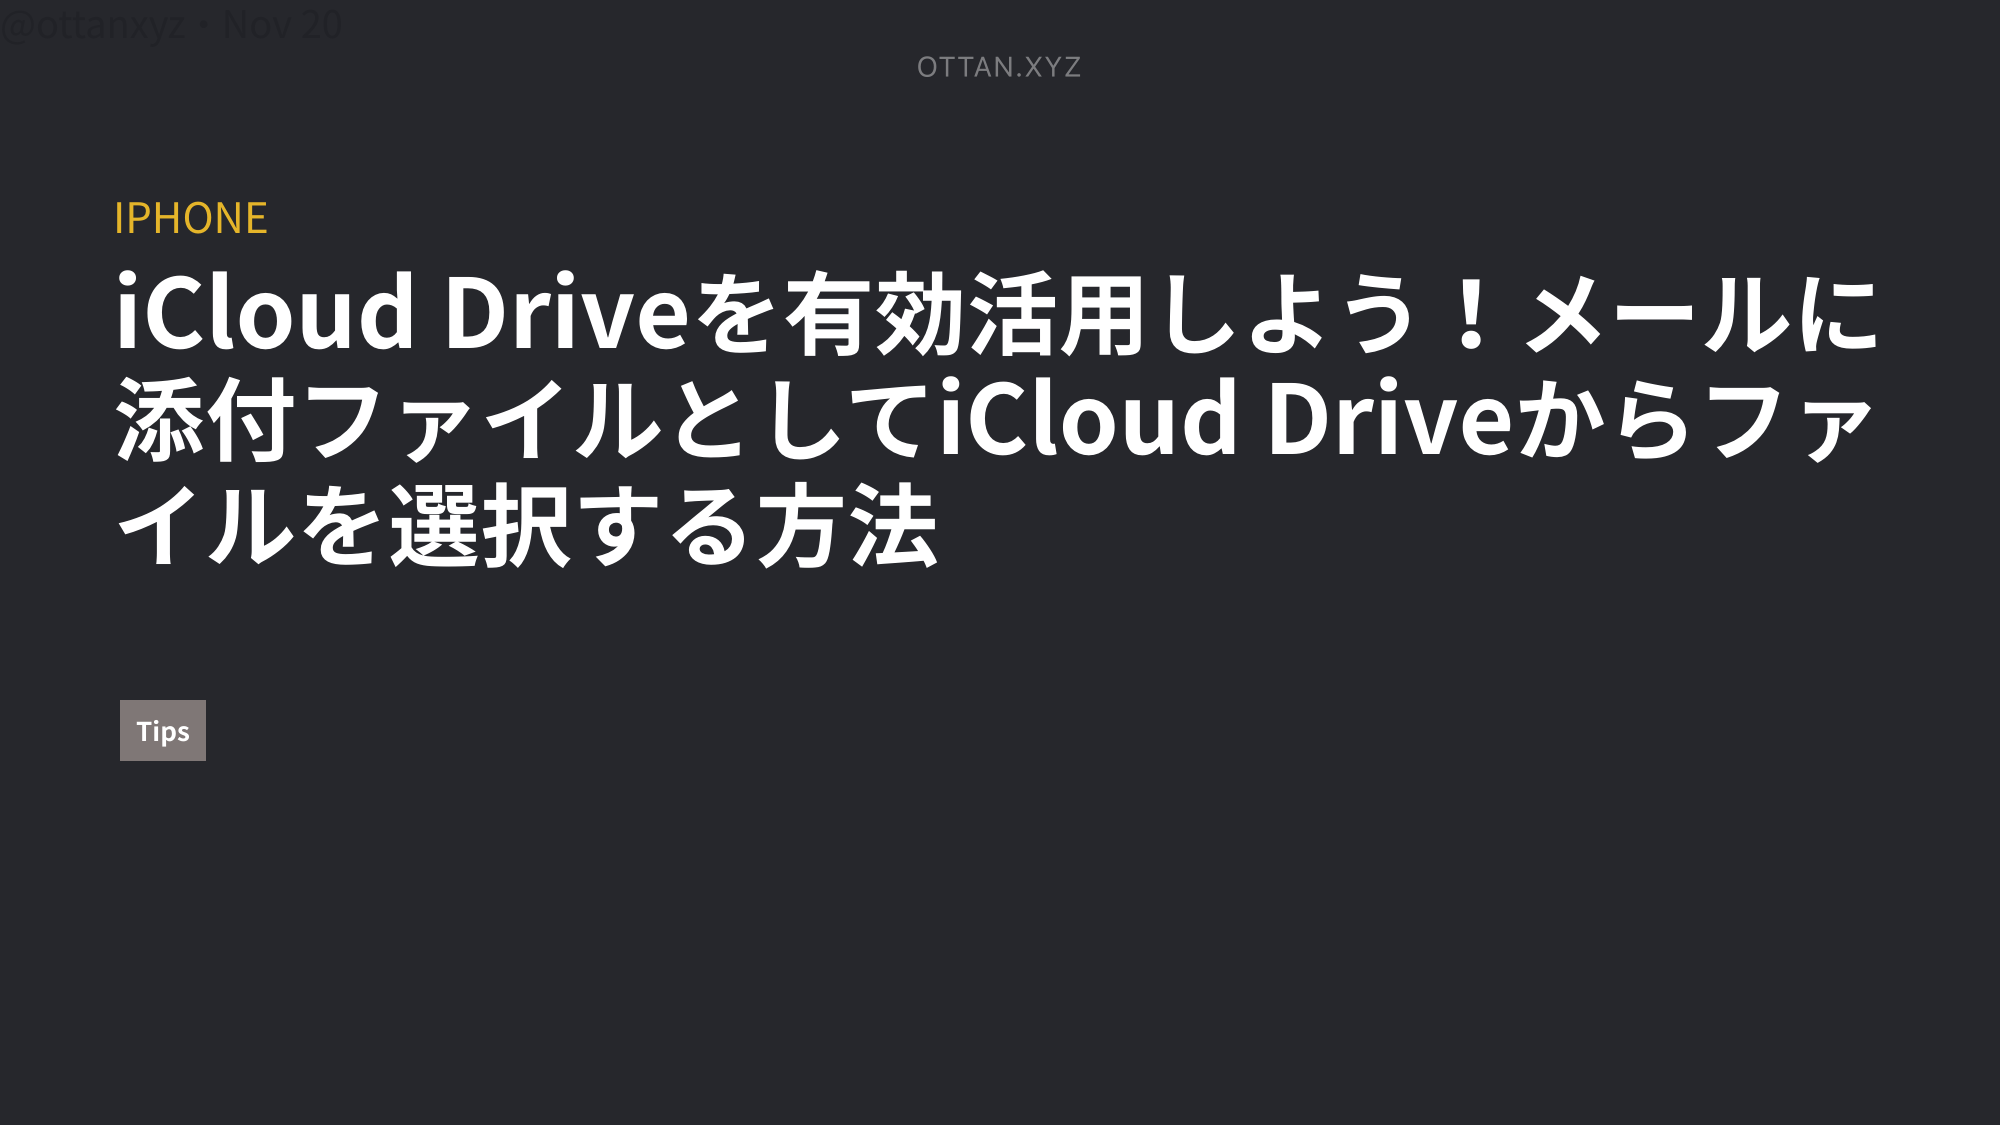 @ottanxyz・Nov 20
OTTAN.XYZ
IPHONE
iCloud Driveを有効活用しよう！メールに
添付ファイルとしてiCloud Driveからファ
イルを選択する方法
Tips